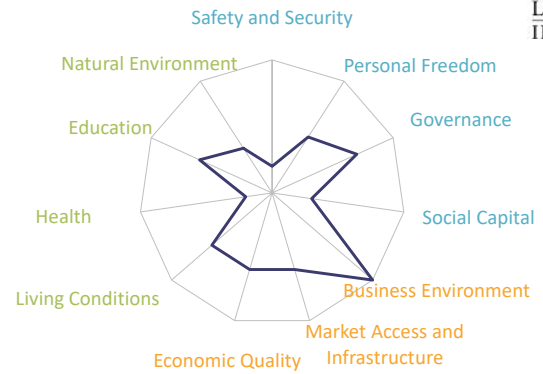 Safety and Security
Natural Environment
Personal Freedom
Education
Governance
Health
Social Capital
Living Conditions
Business Environment
Market Access and
Infrastructure
Economic Quality